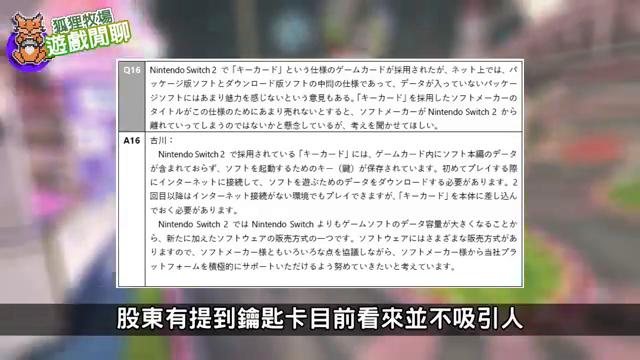 狐狸牧場
遊戲閒聊
Q16 Nintendo Switch 2 で「キーカード」という仕様のゲームカードが採用されたが、ネット上では、パ
ッケージ版ソフトとダウンロード版ソフトの中間の仕様であって、データが入っていないパッケー
ジソフトにはあまり魅力を感じないという意見もある。「キーカード」を採用したソフトメーカーの
タイトルがこの仕様のためにあまり売れないとすると、ソフトメーカーが Nintendo Switch 2 から
離れていってしまうのではないかと懸念しているが、考えを聞かせてほしい。
A16 古川：
Nintendo Switch 2 で採用されている「キーカード」には、ゲームカード内にソフト本編のデータ
が含まれておらず、ソフトを起動するためのキー（鍵）が保存されています。初めてプレイする際
にインターネットに接続して、ソフトを遊ぶためのデータをダウンロードする必要があります。2
回目以降はインターネット接続がない環境でもプレイできますが、「キーカード」を本体に差し込ん
でおく必要があります。
Nintendo Switch 2 では Nintendo Switch よりもゲームソフトのデータ容量が大きくなることか
ら、新たに加えたソフトウェアの販売方式の一つです。ソフトウェアにはさまざまな販売方式があ
りますので、ソフトメーカー様ともいろいろな点を協議しながら、ソフトメーカー様から当社プラ
ットフォームを積極的にサポートいただけるよう努めていきたいと考えています。
股東有提到鑰匙卡目前看來並不吸引人